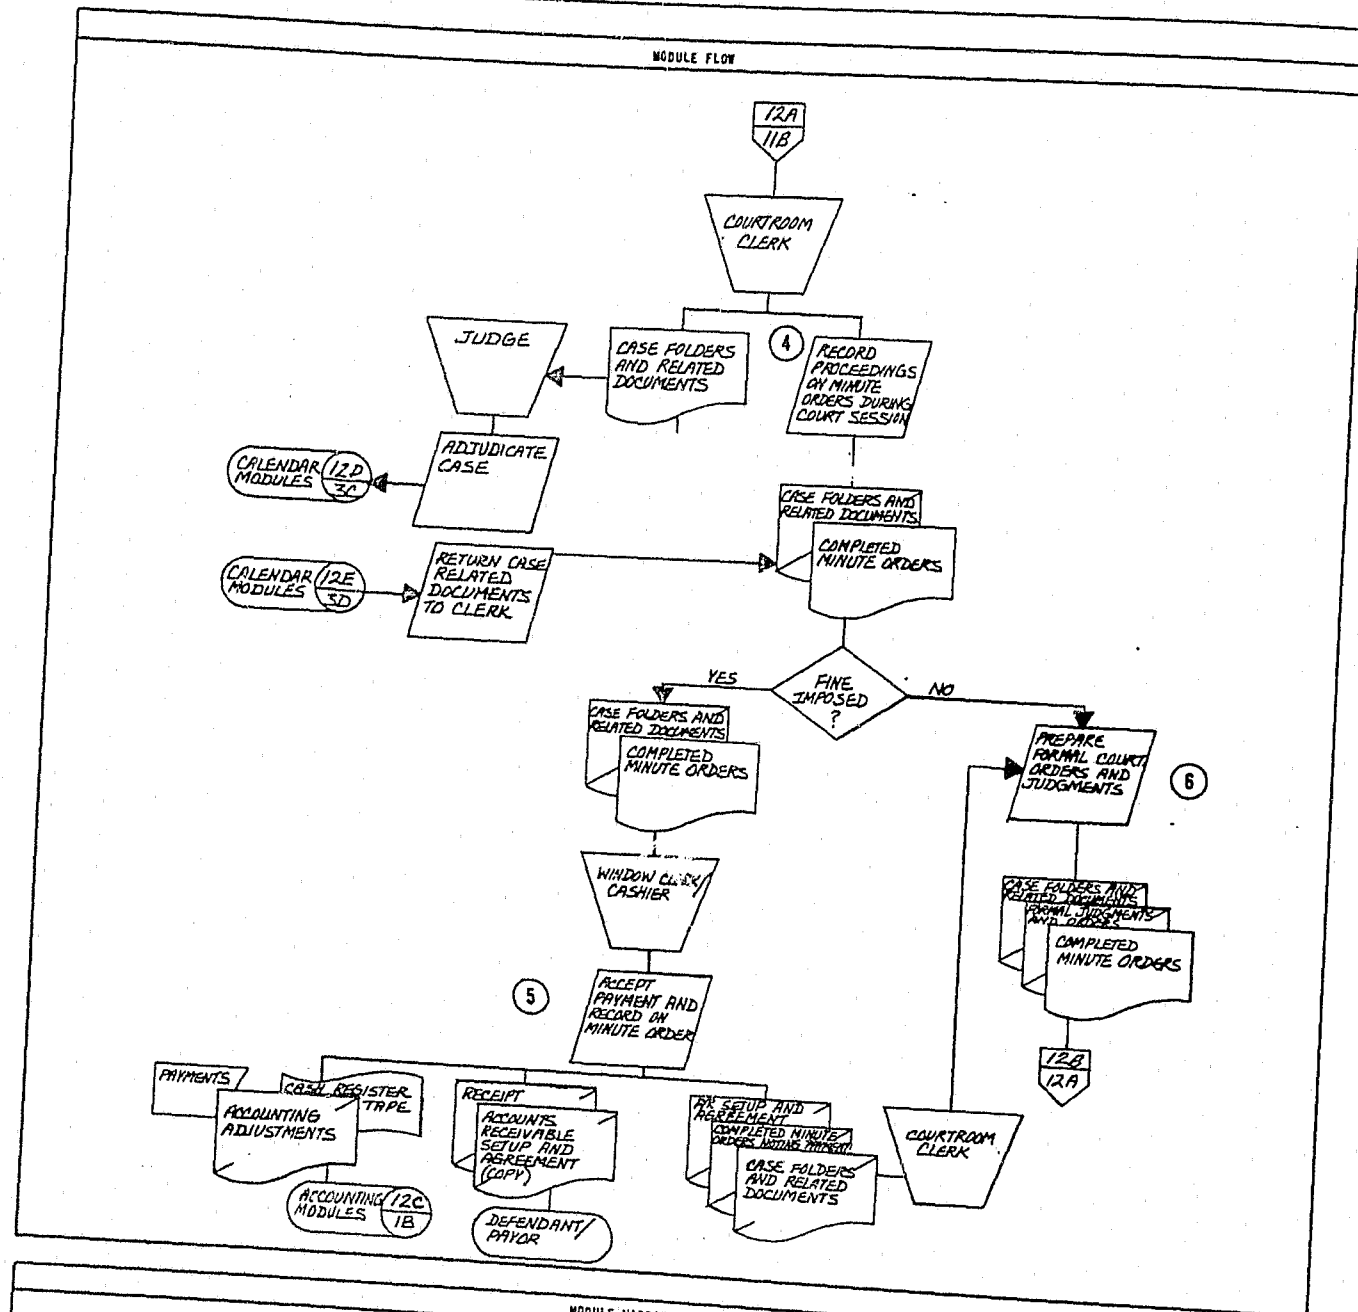 MODULE FLOW
12A
11B
COURTROOM
CLERK
JUDGE
CASE FOLDERS
AND RELATED
DOCUMENTS
4
RECORD
PROCEEDINGS
ON MINUTE
ORDERS DURING
COURT SESSION
ADJUDICATE
CASE
CALENDAR
MODULES
12D
3C
CASE FOLDERS AND
RELATED DOCUMENTS
COMPLETED
MINUTE ORDERS
RETURN CASE
RELATED
DOCUMENTS
TO CLERK
CALENDAR
MODULES
12E
3D
FINE
IMPOSED
?
YES
NO
CASE FOLDERS AND
RELATED DOCUMENTS
COMPLETED
MINUTE ORDERS
PREPARE
FORMAL COURT
ORDERS AND
JUDGMENTS
6
WINDOW CLERK/
CASHIER
CASE FOLDERS AND
RELATED DOCUMENTS
FORMAL JUDGMENTS
AND ORDERS
COMPLETED
MINUTE ORDERS
5
ACCEPT
PAYMENT AND
RECORD ON
MINUTE ORDER
12B
12A
PAYMENTS
CASH REGISTER
TAPE
ACCOUNTING
ADJUSTMENTS
RECEIPT
ACCOUNTS
RECEIVABLE
SETUP AND
AGREEMENT
(COPY)
AR SETUP AND
AGREEMENT
COMPLETED MINUTE
ORDERS NOTING PAYMENT
CASE FOLDERS
AND RELATED
DOCUMENTS
COURTROOM
CLERK
ACCOUNTING
MODULES
12C
1B
DEFENDANT/
PAYOR
MODULE